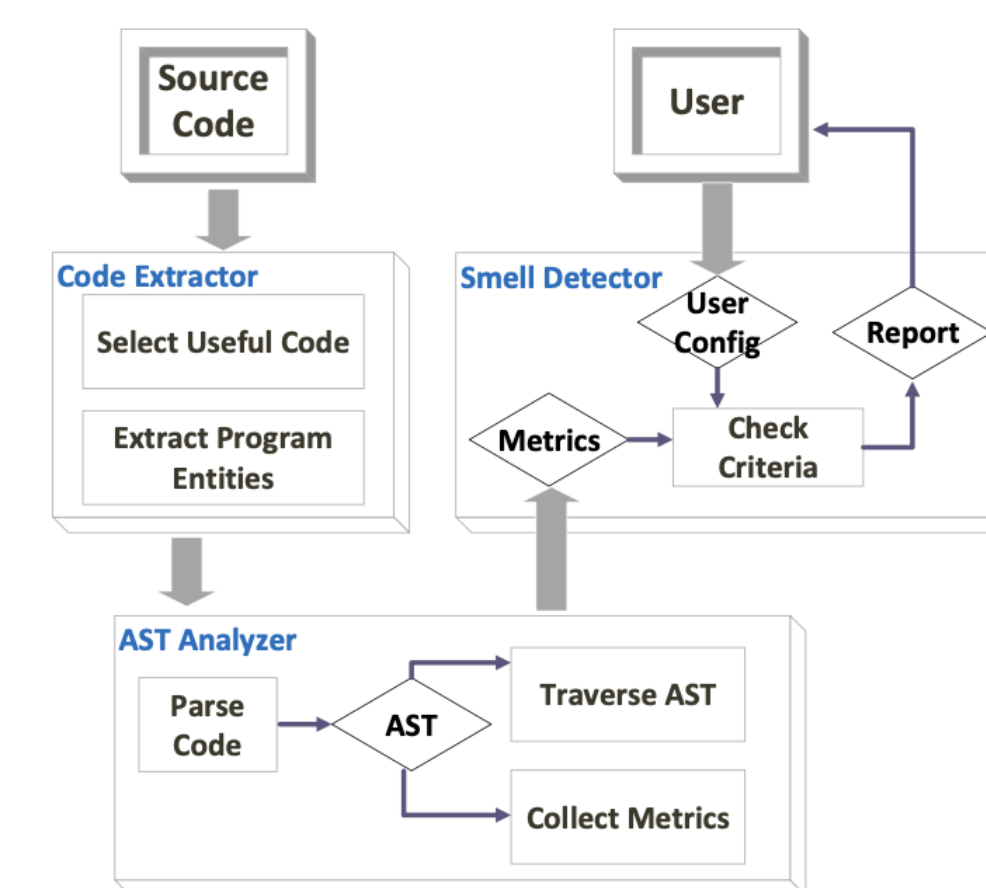 Source
Code
User
Code Extractor
Select Useful Code
Extract Program
Entities
Smell Detector
User
Config
Report
Metrics
Check
Criteria
AST Analyzer
Parse
Code
AST
Traverse AST
Collect Metrics